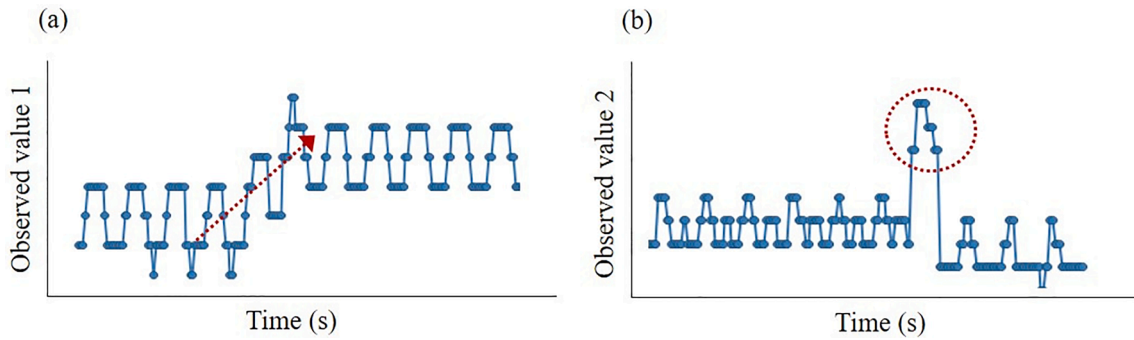 (a)
Observed value 1
Time (s)
(b)
Observed value 2
Time (s)